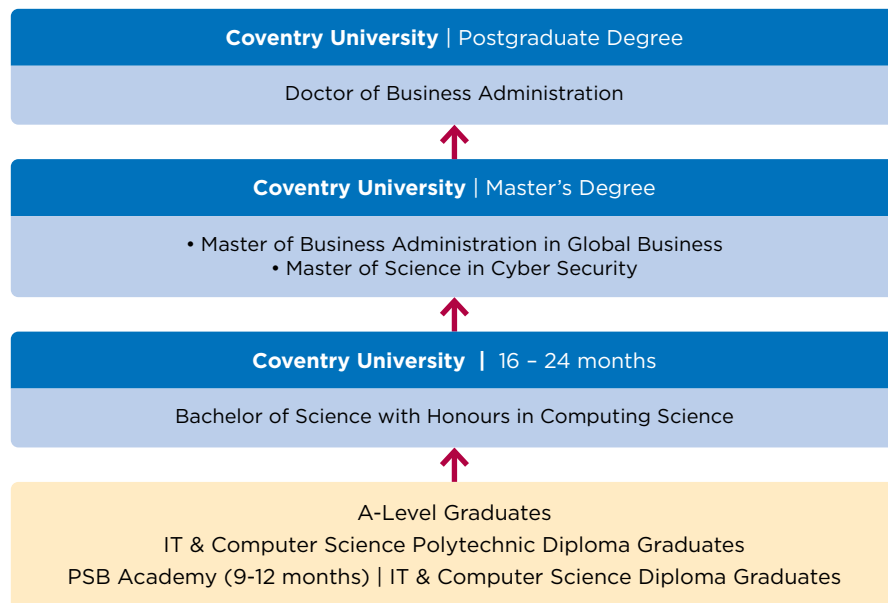 Coventry University | Postgraduate Degree
Doctor of Business Administration
Coventry University | Master’s Degree
• Master of Business Administration in Global Business
• Master of Science in Cyber Security
Coventry University | 16 – 24 months
Bachelor of Science with Honours in Computing Science
A-Level Graduates
IT & Computer Science Polytechnic Diploma Graduates
PSB Academy (9-12 months) | IT & Computer Science Diploma Graduates